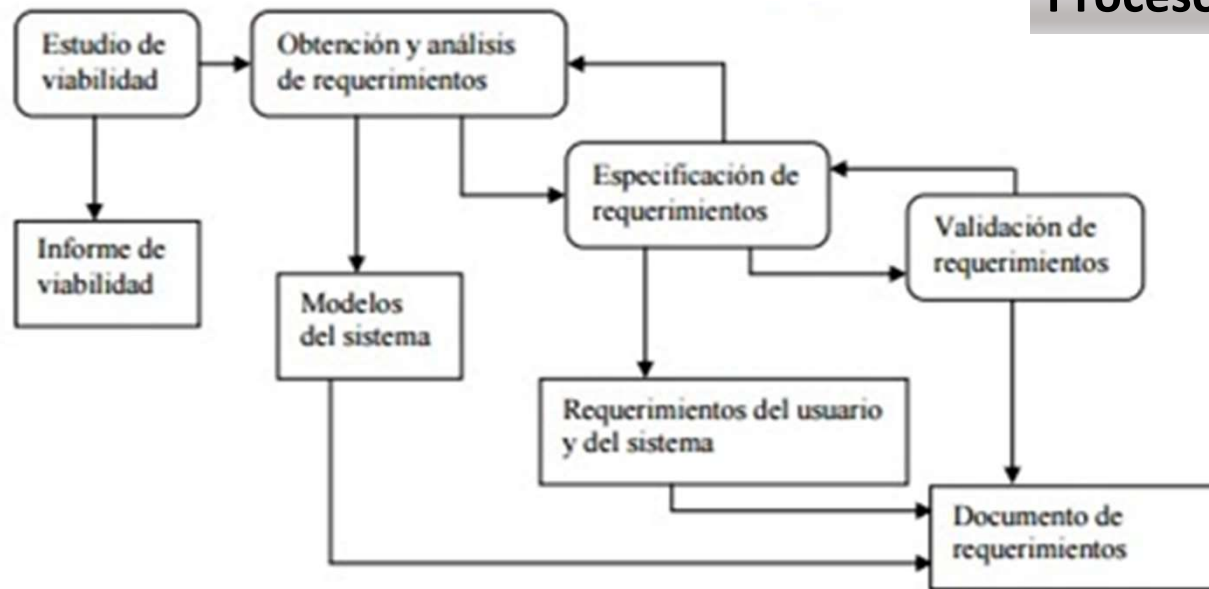 Proceso
Estudio de
viabilidad
Obtención y análisis
de requerimientos
Especificación de
requerimientos
Validación de
requerimientos
Informe de
viabilidad
Modelos
del sistema
Requerimientos del usuario
y del sistema
Documento de
requerimientos